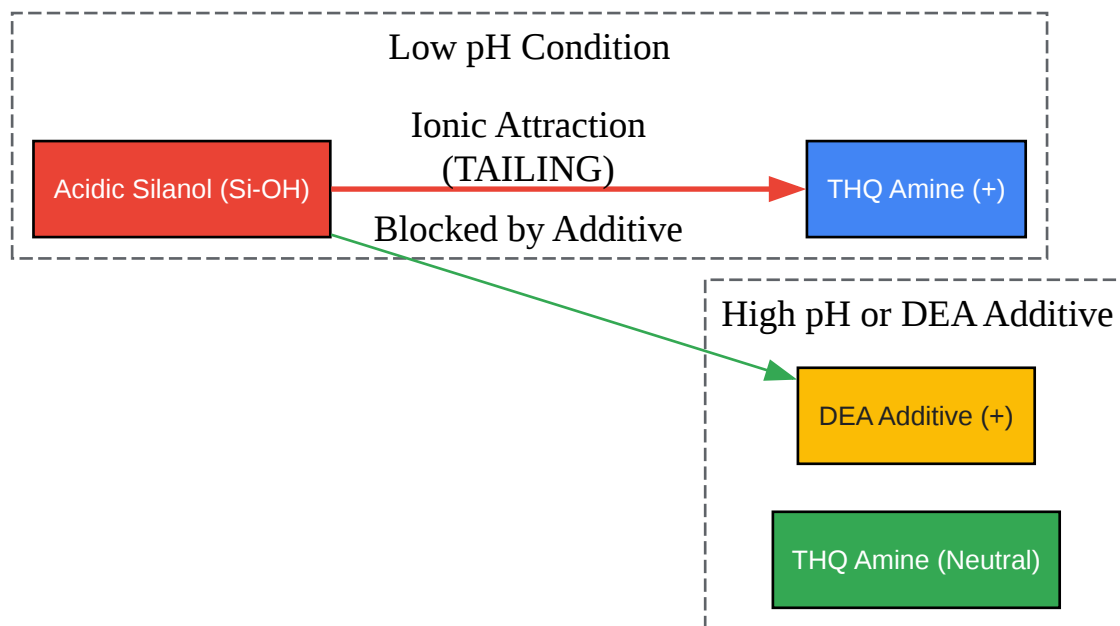 Low pH Condition
Ionic Attraction
(TAILING)
Acidic Silanol (Si-OH)
THQ Amine (+)
Blocked by Additive
High pH or DEA Additive
DEA Additive (+)
THQ Amine (Neutral)